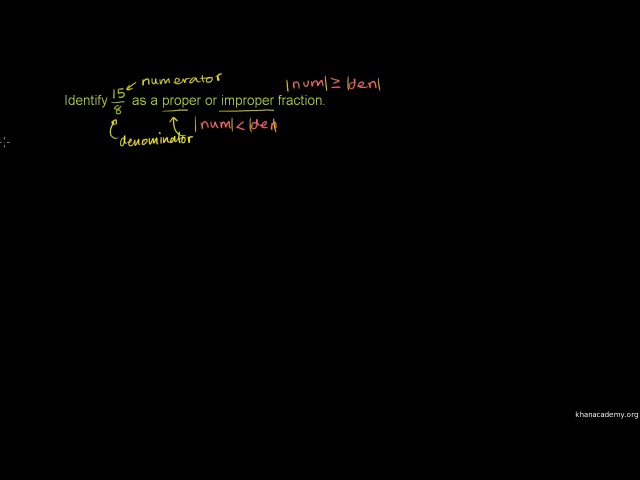 numerator
|num| ≥ |den|
Identify 15/8 as a proper or improper fraction.
|num| < |den|
denominator
khanacademy.org